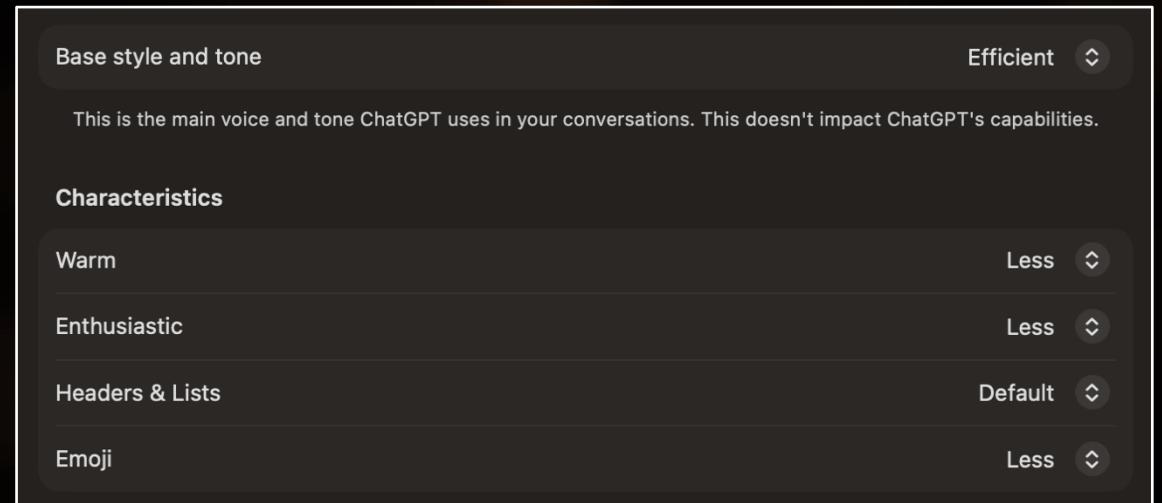 Base style and tone
Efficient
This is the main voice and tone ChatGPT uses in your conversations. This doesn't impact ChatGPT's capabilities.
Characteristics
Warm
Less
Enthusiastic
Less
Headers & Lists
Default
Emoji
Less